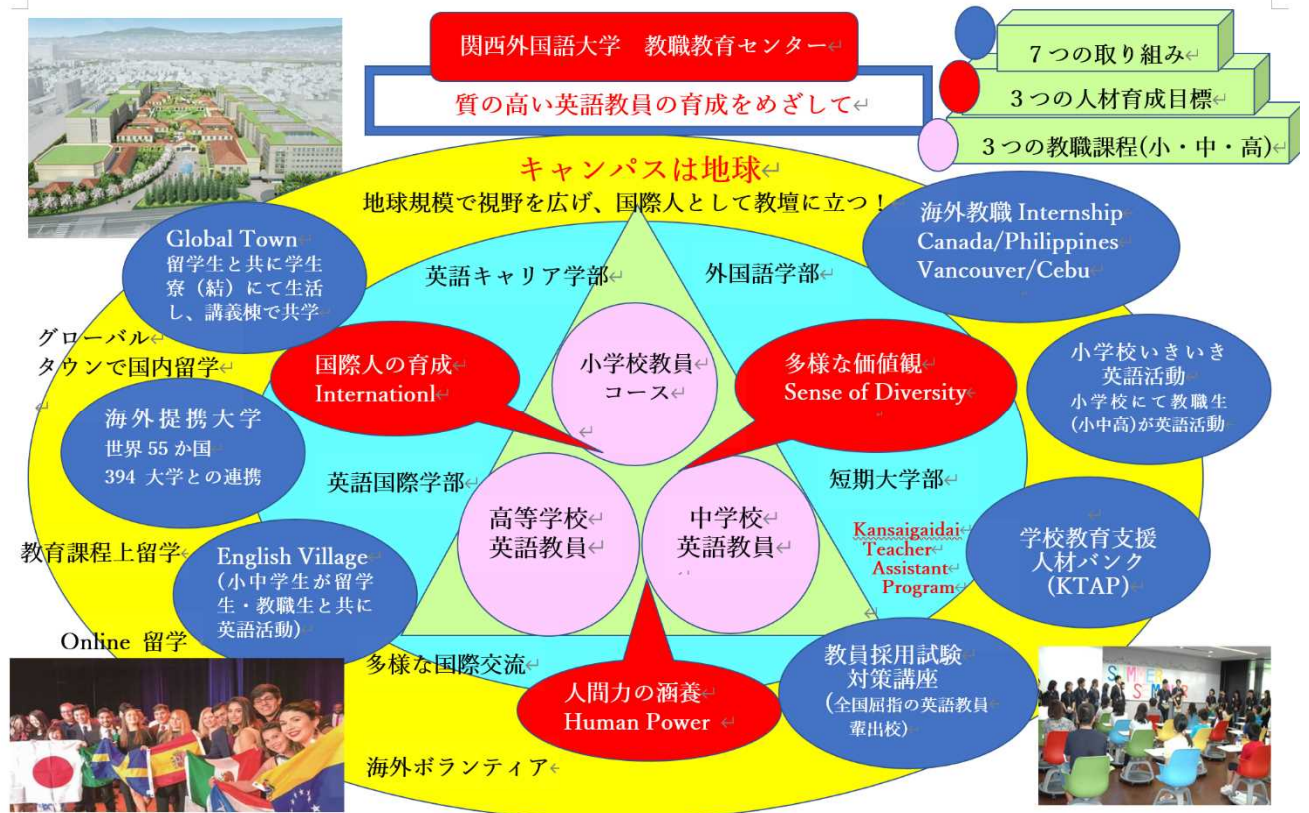 関西外国語大学　教職教育センター
質の高い英語教員の育成をめざして
7つの取り組み
3つの人材育成目標
3つの教職課程(小・中・高)
キャンパスは地球
地球規模で視野を広げ、国際人として教壇に立つ！
Global Town
留学生と共に学生
寮（結）にて生活
し、講義棟で共学
英語キャリア学部
外国語学部
海外教職 Internship
Canada/Philippines
Vancouver/Cebu
グローバル
タウンで国内留学
国際人の育成
Internationl
小学校教員
コース
多様な価値観
Sense of Diversity
小学校いきいき
英語活動
小学校にて教職生
(小中高)が英語活動
海外提携大学
世界 55 か国
394 大学との連携
英語国際学部
高等学校
英語教員
中学校
英語教員
短期大学部
Kansaigaidai
Teacher
Assistant
Program
学校教育支援
人材バンク
(KTAP)
教育課程上留学
English Village
(小中学生が留学
生・教職生と共に
英語活動)
Online 留学
多様な国際交流
人間力の涵養
Human Power
教員採用試験
対策講座
(全国屈指の英語教員
輩出校)
海外ボランティア
SUMMER